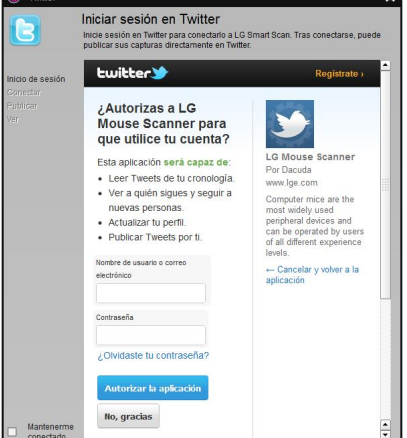 Twitter
Iniciar sesión en Twitter
Inicie sesión en Twitter para conectarlo a LG Smart Scan. Tras conectarse, puede
publicar sus capturas directamente en Twitter.
Inicio de sesión
Conectar
Publicar
Ver
twitter
Regístrate ›
¿Autorizas a LG
Mouse Scanner para
que utilice tu cuenta?
Esta aplicación será capaz de:
• Leer Tweets de tu cronología.
• Ver a quién sigues y seguir a
nuevas personas.
• Actualizar tu perfil.
• Publicar Tweets por ti.
Nombre de usuario o correo
electrónico
Contraseña
¿Olvidaste tu contraseña?
Autorizar la aplicación
No, gracias
LG Mouse Scanner
Por Dacuda
www.lge.com
Computer mice are the
most widely used
peripheral devices and
can be operated by users
of all different experience
levels.
← Cancelar y volver a la
aplicación
Mantenerme
conectado